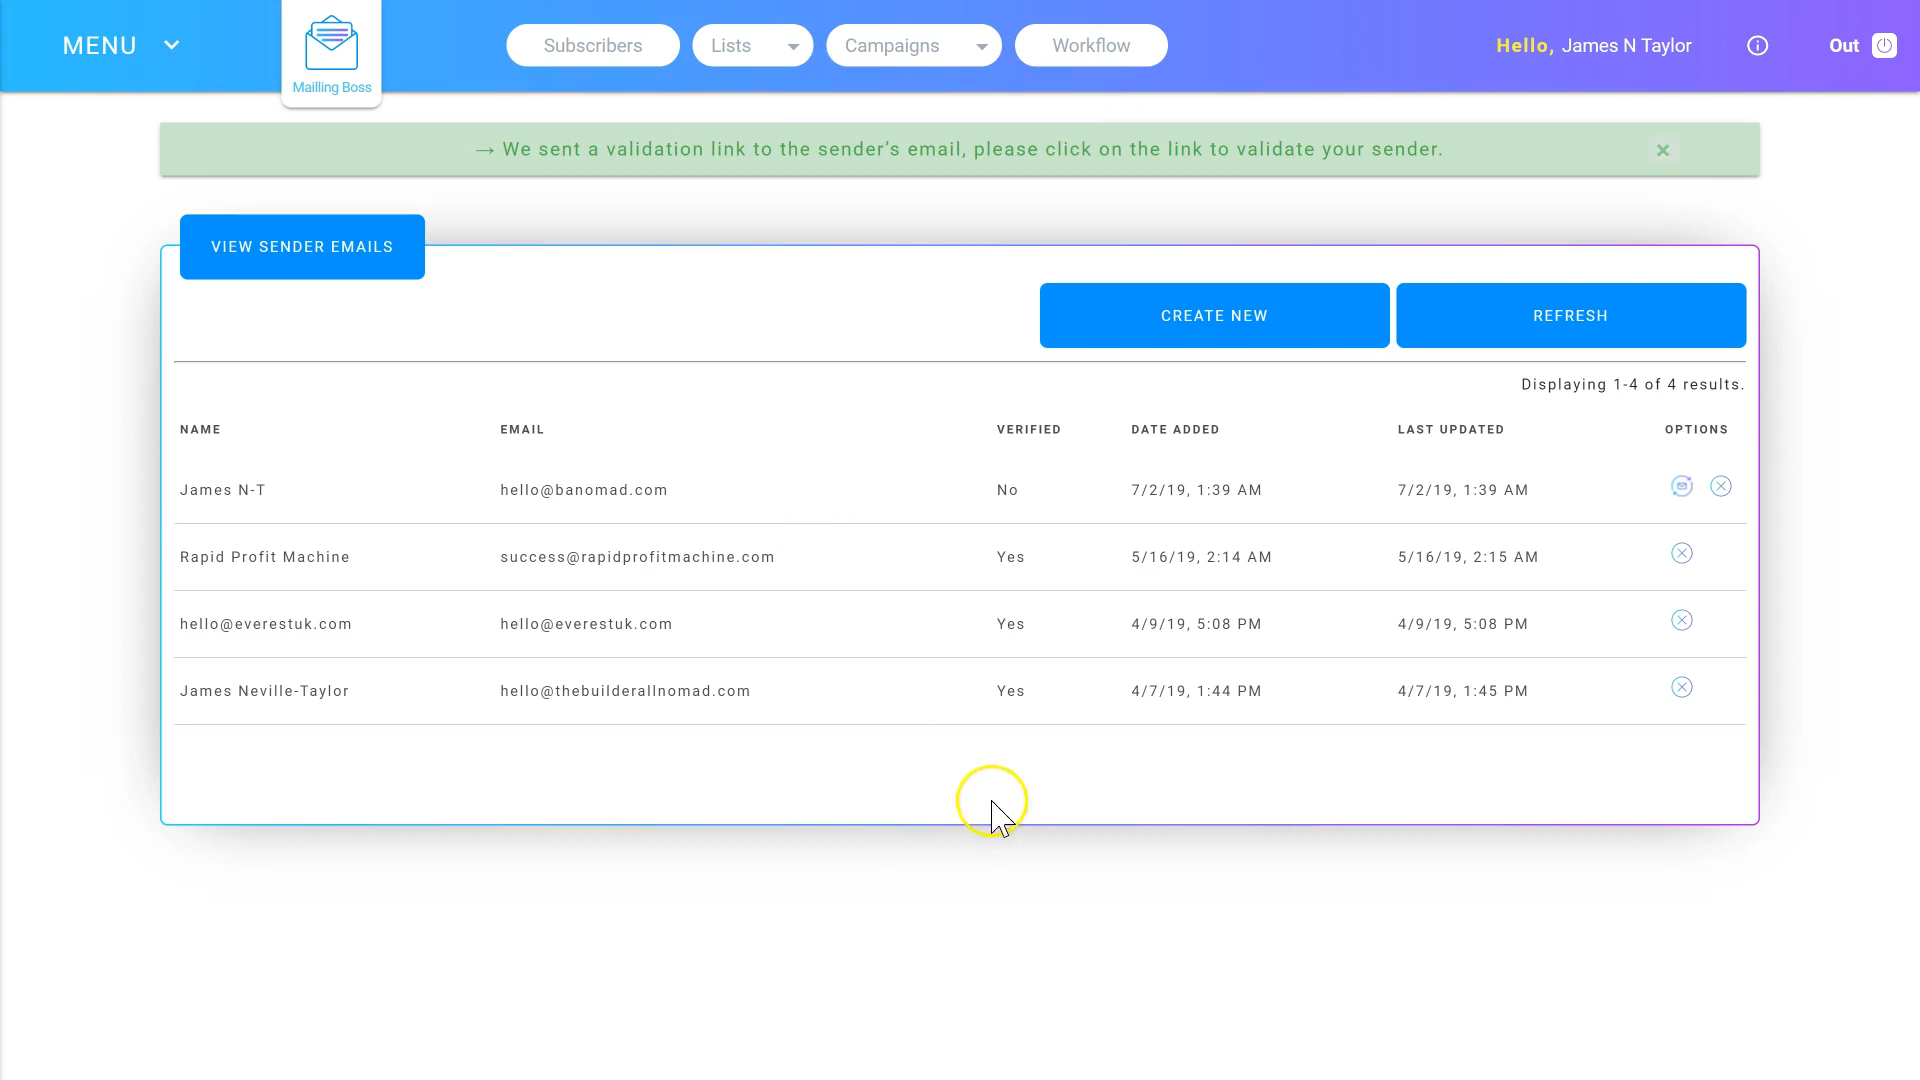 MENU
Mailling Boss
Subscribers
Lists
Campaigns
Workflow
Hello, James N Taylor
Out
→ We sent a validation link to the sender’s email, please click on the link to validate your sender.
VIEW SENDER EMAILS
CREATE NEW
REFRESH
Displaying 1-4 of 4 results.
NAME EMAIL VERIFIED DATE ADDED LAST UPDATED OPTIONS
James N-T hello@banomad.com No 7/2/19, 1:39 AM 7/2/19, 1:39 AM
Rapid Profit Machine success@rapidprofitmachine.com Yes 5/16/19, 2:14 AM 5/16/19, 2:15 AM
hello@everestuk.com hello@everestuk.com Yes 4/9/19, 5:08 PM 4/9/19, 5:08 PM
James Neville-Taylor hello@thebuilderallnomad.com Yes 4/7/19, 1:44 PM 4/7/19, 1:45 PM